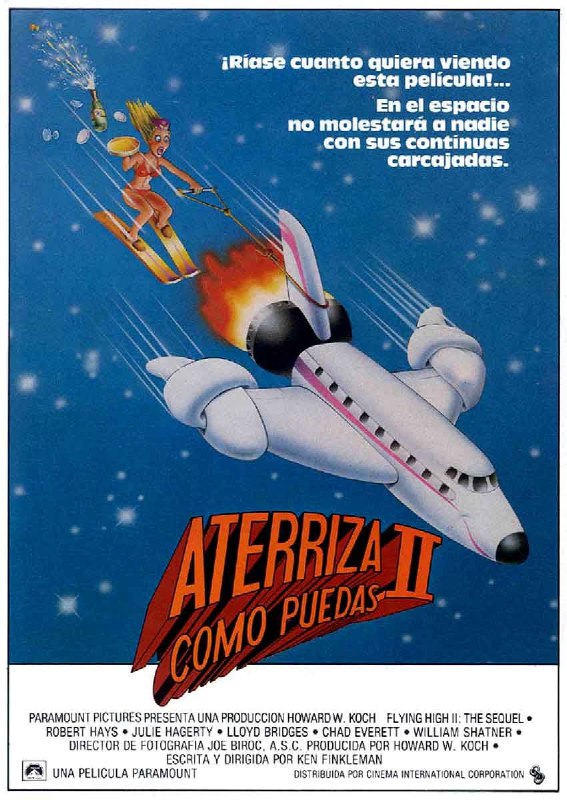 ¡Ríase cuanto quiera viendo
esta película!...
En el espacio
no molestará a nadie
con sus contínuas
carcajadas.
ATERRIZA II
COMO PUEDAS
PARAMOUNT PICTURES PRESENTA UNA PRODUCCION HOWARD W. KOCH FLYING HIGH II: THE SEQUEL •
ROBERT HAYS • JULIE HAGERTY • LLOYD BRIDGES • CHAD EVERETT • WILLIAM SHATNER •
DIRECTOR DE FOTOGRAFIA JOE BIROC, A.S.C. PRODUCIDA POR HOWARD W. KOCH •
ESCRITA Y DIRIGIDA POR KEN FINKLEMAN
UNA PELICULA PARAMOUNT
DISTRIBUIDA POR CINEMA INTERNATIONAL CORPORATION